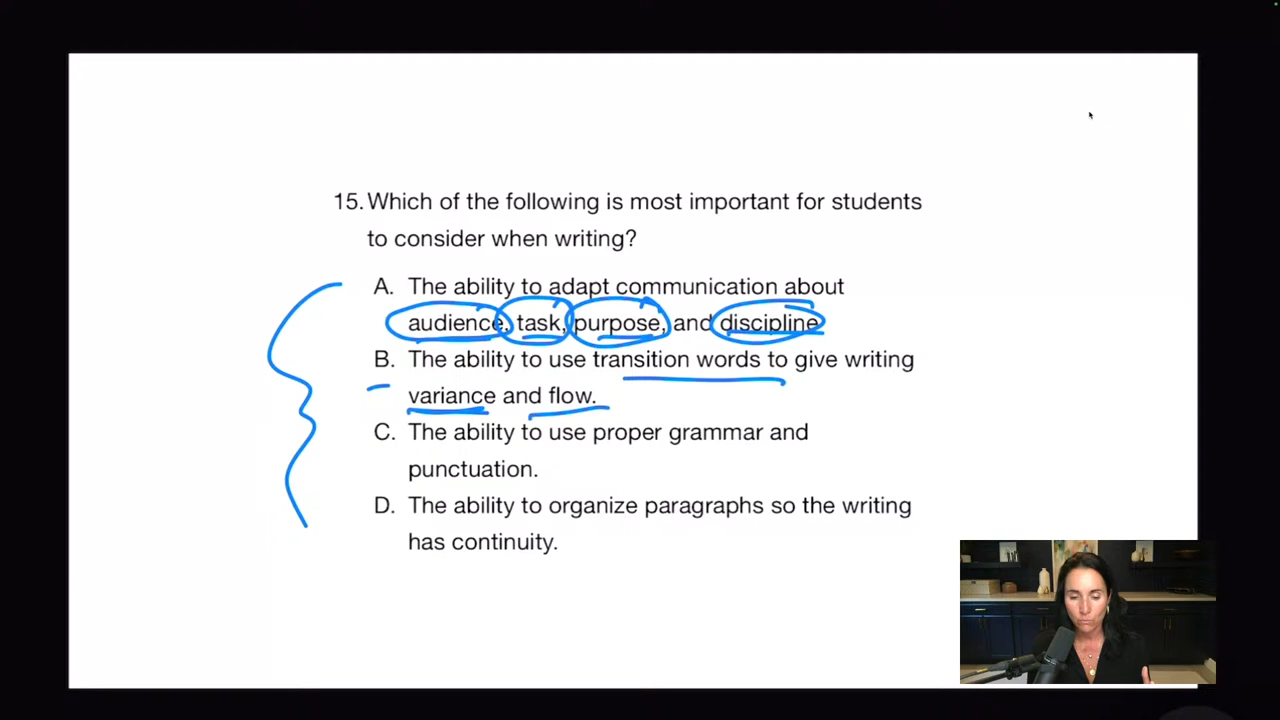 15. Which of the following is most important for students
to consider when writing?
A. The ability to adapt communication about
audience, task, purpose, and discipline
B. The ability to use transition words to give writing
variance and flow.
C. The ability to use proper grammar and
punctuation.
D. The ability to organize paragraphs so the writing
has continuity.